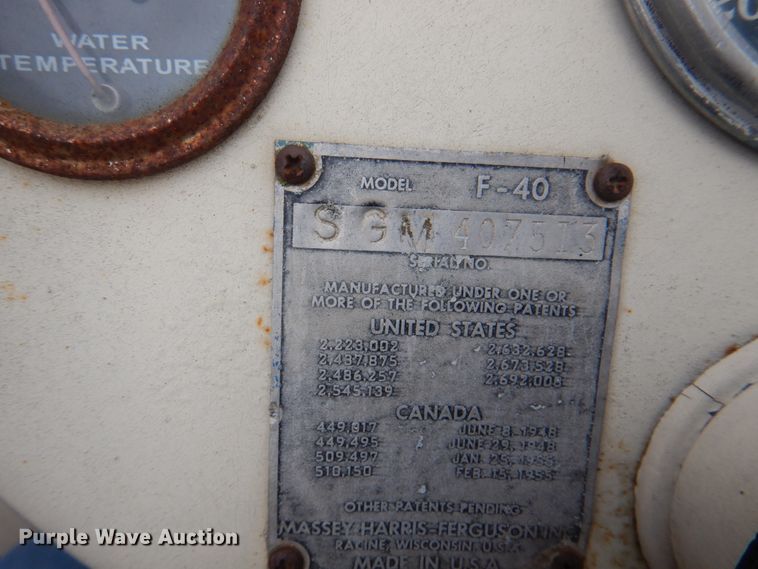 WATER
TEMPERATURE
20
MODEL F-40
SGM 407513
SERIAL NO.
MANUFACTURED UNDER ONE OR
MORE OF THE FOLLOWING PATENTS
UNITED STATES
2,223,002 2,632,628
2,437,875 2,673,528
2,486,257 2,692,008
2,545,139
CANADA
449,317 JUNE 8, 1948
449,495 JUNE 29, 1948
509,497 JAN. 25, 1955
510,150 FEB. 15, 1955
OTHER PATENTS PENDING
MASSEY-HARRIS-FERGUSON INC.
RACINE, WISCONSIN, U.S.A.
MADE IN U.S.A.
Purple Wave Auction